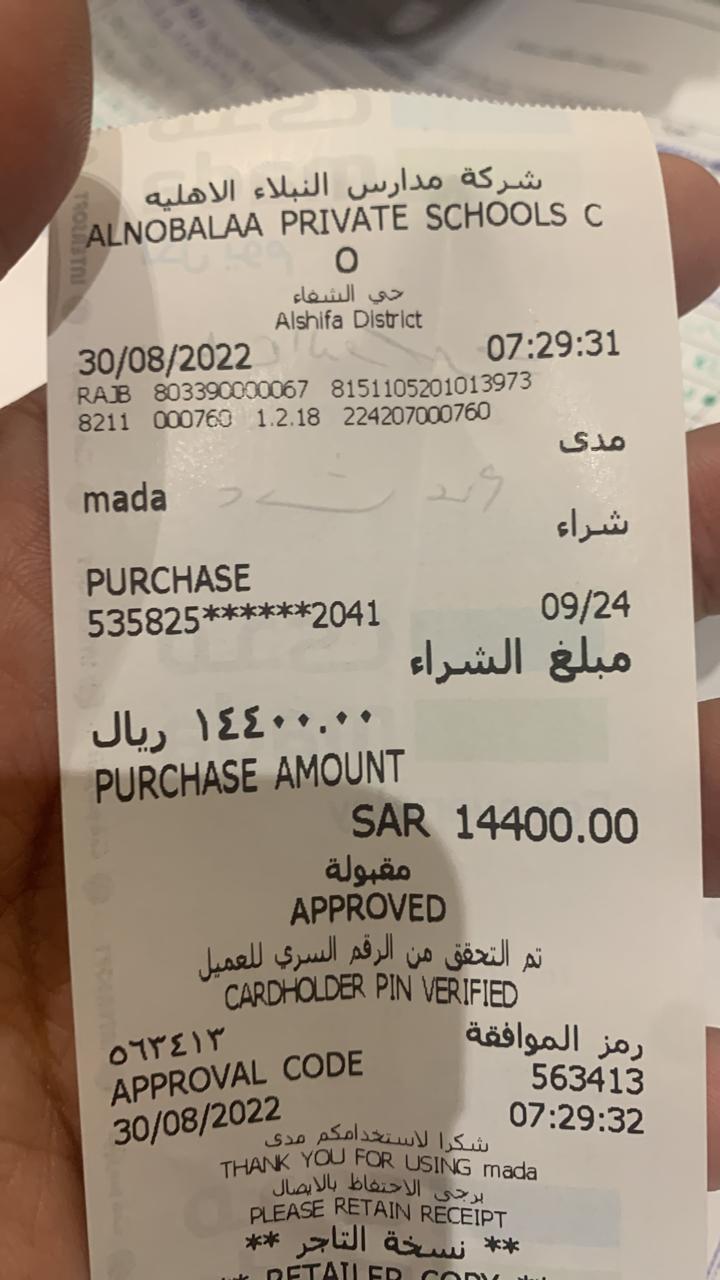 شركة مدارس النبلاء الاهليه
ALNOBALAA PRIVATE SCHOOLS C
O
حي الشفاء
Alshifa District
30/08/2022 07:29:31
RAJB 803390000067 8151105201013973
8211 000760 1.2.18 224207000760
مدى
mada
شراء
PURCHASE
535825******2041 09/24
مبلغ الشراء
١٤٤٠٠.٠٠ ريال
PURCHASE AMOUNT
SAR 14400.00
مقبولة
APPROVED
تم التحقق من الرقم السري للعميل
CARDHOLDER PIN VERIFIED
رمز الموافقة ٥٦٣٤١٣
APPROVAL CODE 563413
30/08/2022 07:29:32
شكرا لاستخدامكم مدى
THANK YOU FOR USING mada
يرجى الاحتفاظ بالايصال
PLEASE RETAIN RECEIPT
** نسخة التاجر **
** RETAILER COPY **